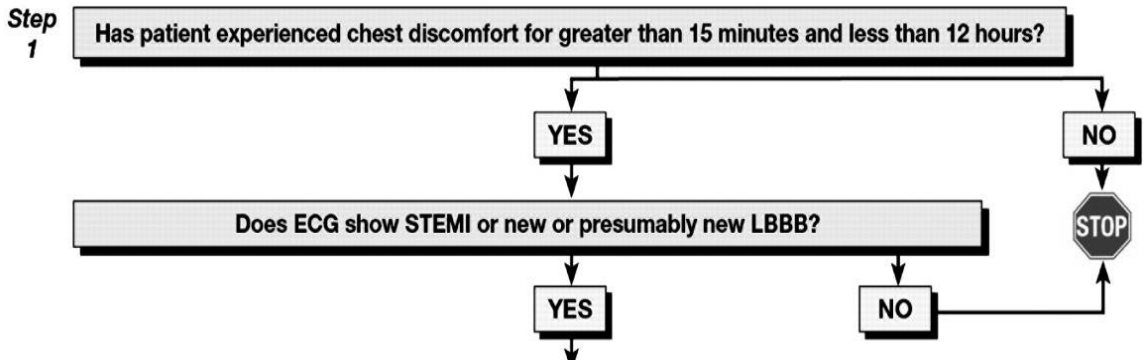 Step
1
Has patient experienced chest discomfort for greater than 15 minutes and less than 12 hours?
YES
NO
STOP
Does ECG show STEMI or new or presumably new LBBB?
YES
NO